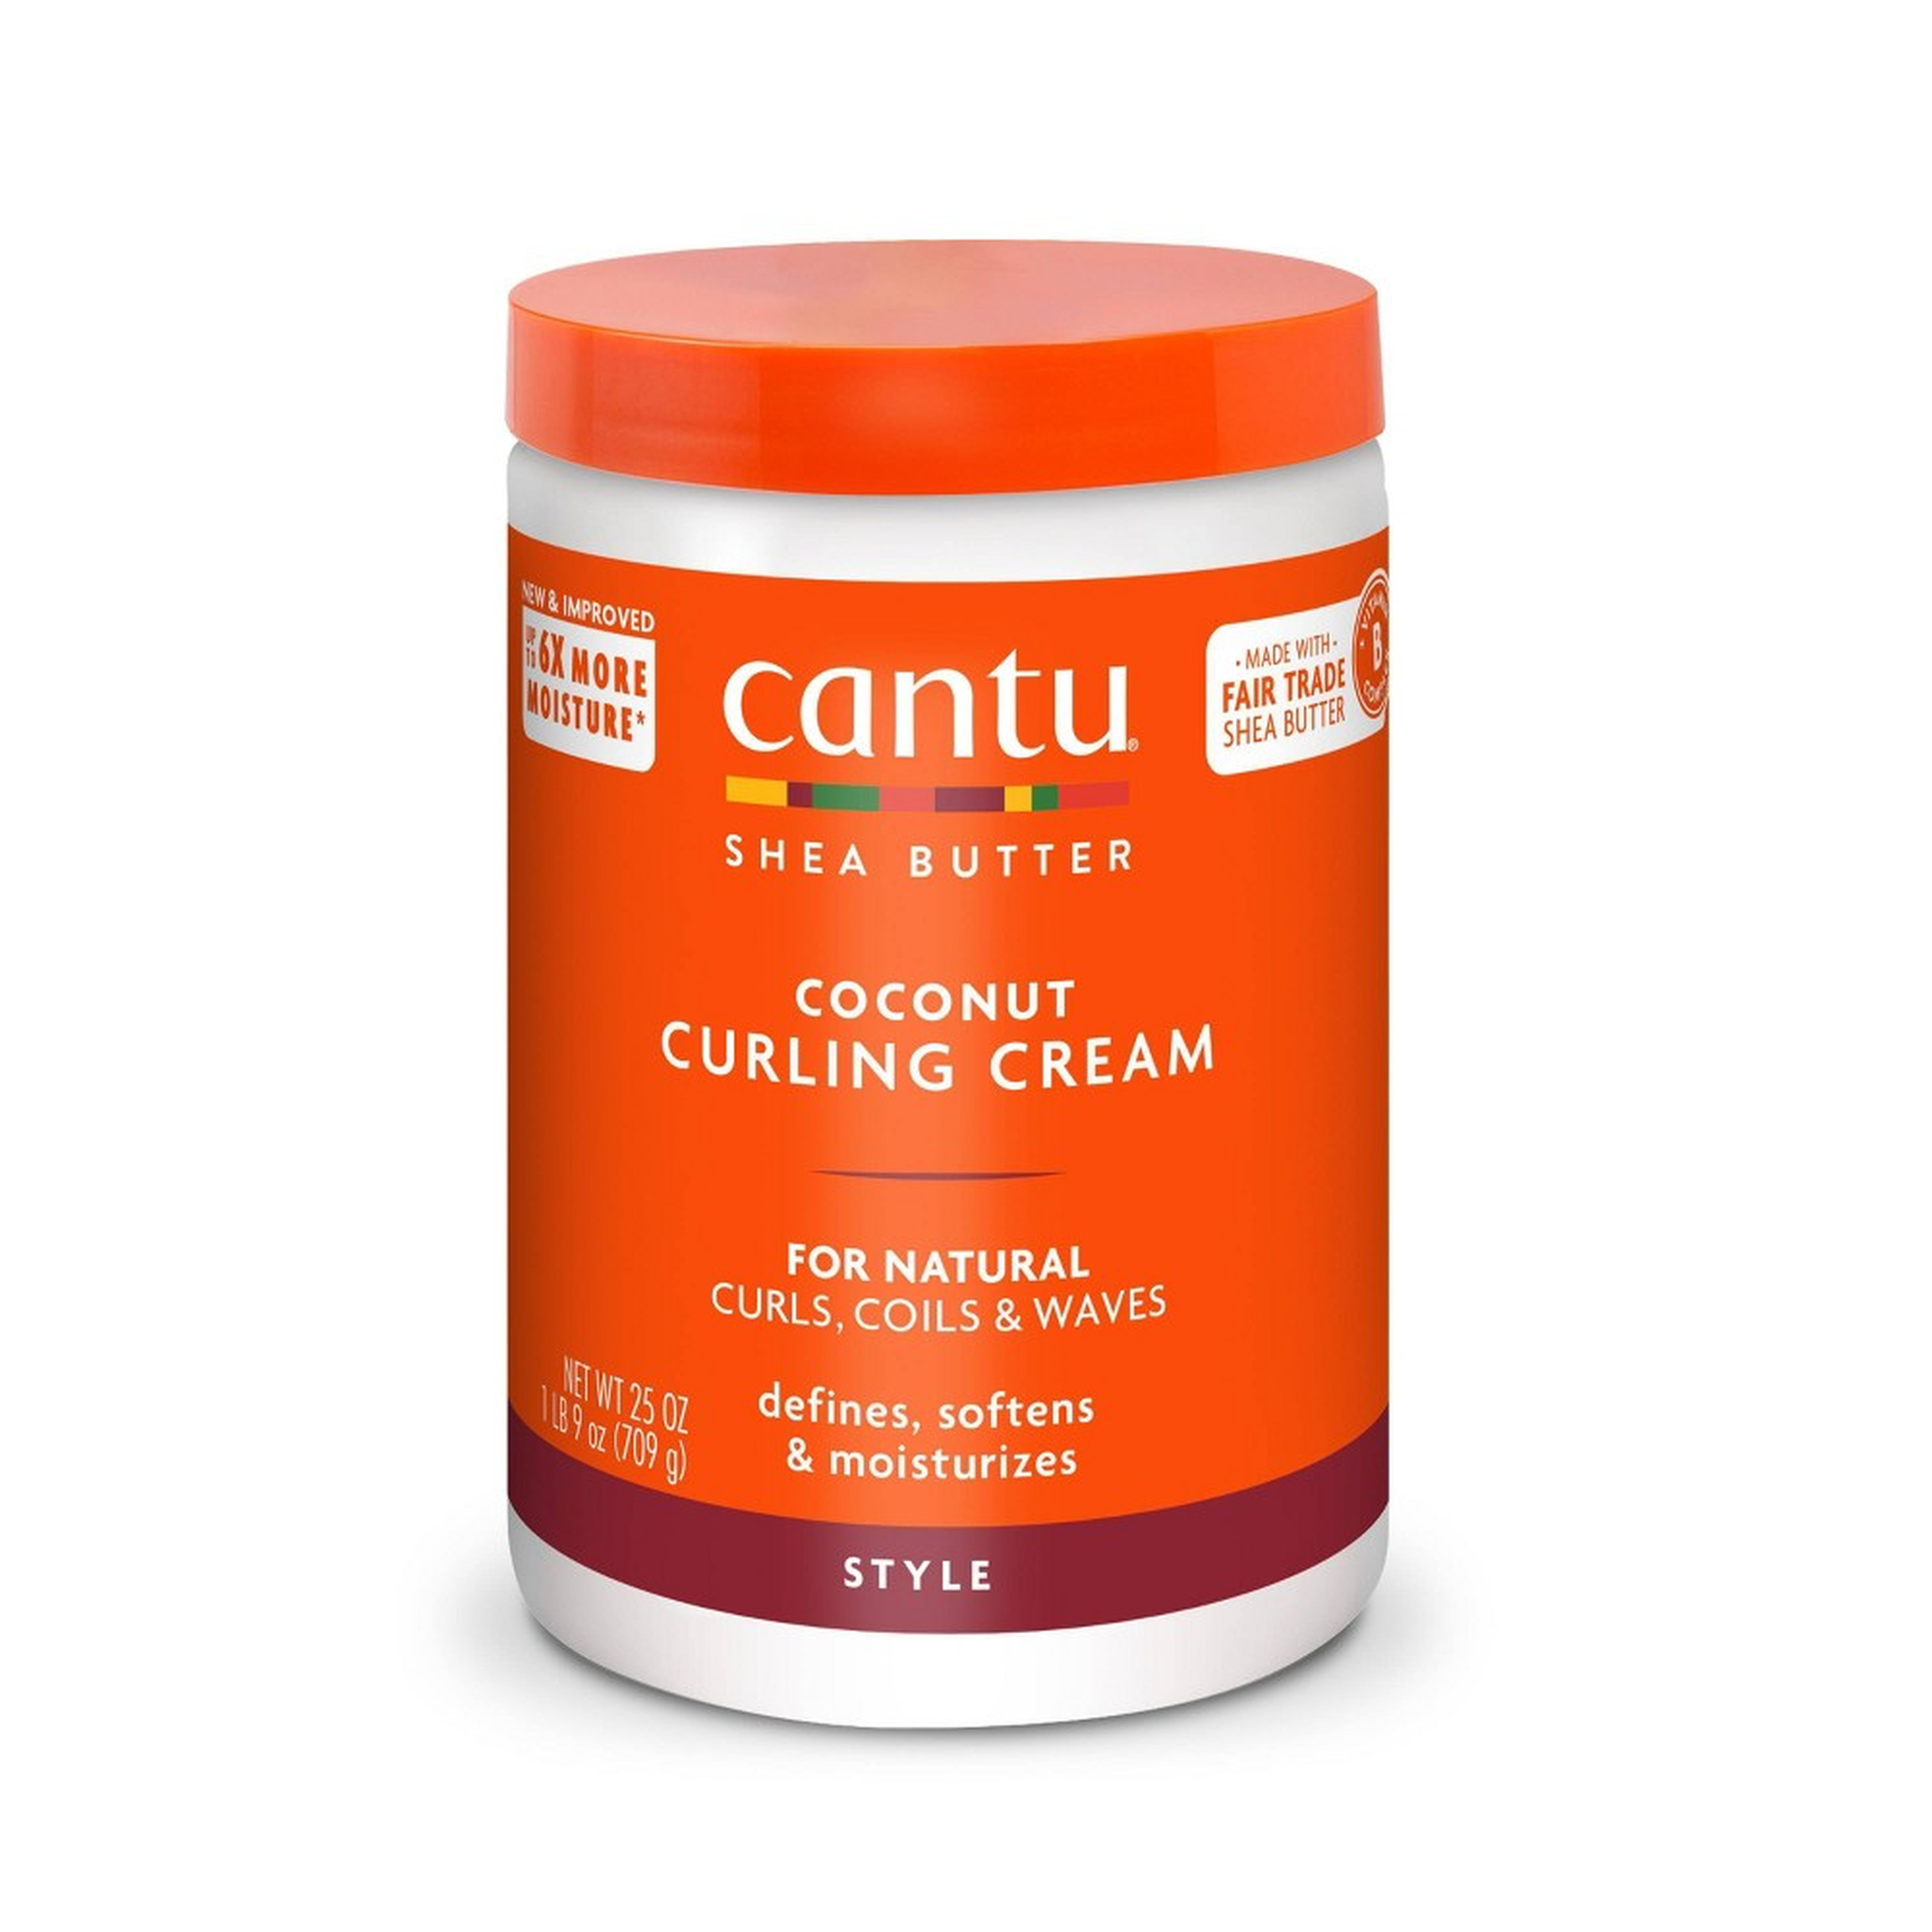 NEW & IMPROVED
UP TO 6X MORE
MOISTURE*
cantu®
SHEA BUTTER
· MADE WITH ·
FAIR TRADE
SHEA BUTTER
B
COCONUT
CURLING CREAM
FOR NATURAL
CURLS, COILS & WAVES
NET WT 25 OZ
1 LB 9 oz (709 g)
defines, softens
& moisturizes
STYLE